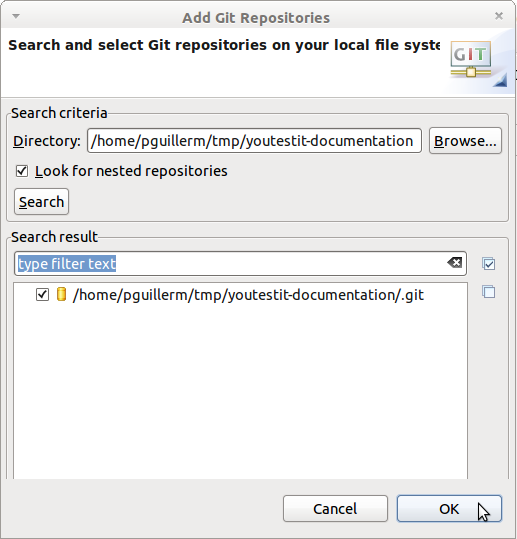 Add Git Repositories
Search and select Git repositories on your local file syste
GIT
Search criteria
Directory: /home/pguillerm/tmp/youtestit-documentation Browse...
Look for nested repositories
Search
Search result
type filter text
/home/pguillerm/tmp/youtestit-documentation/.git
Cancel OK